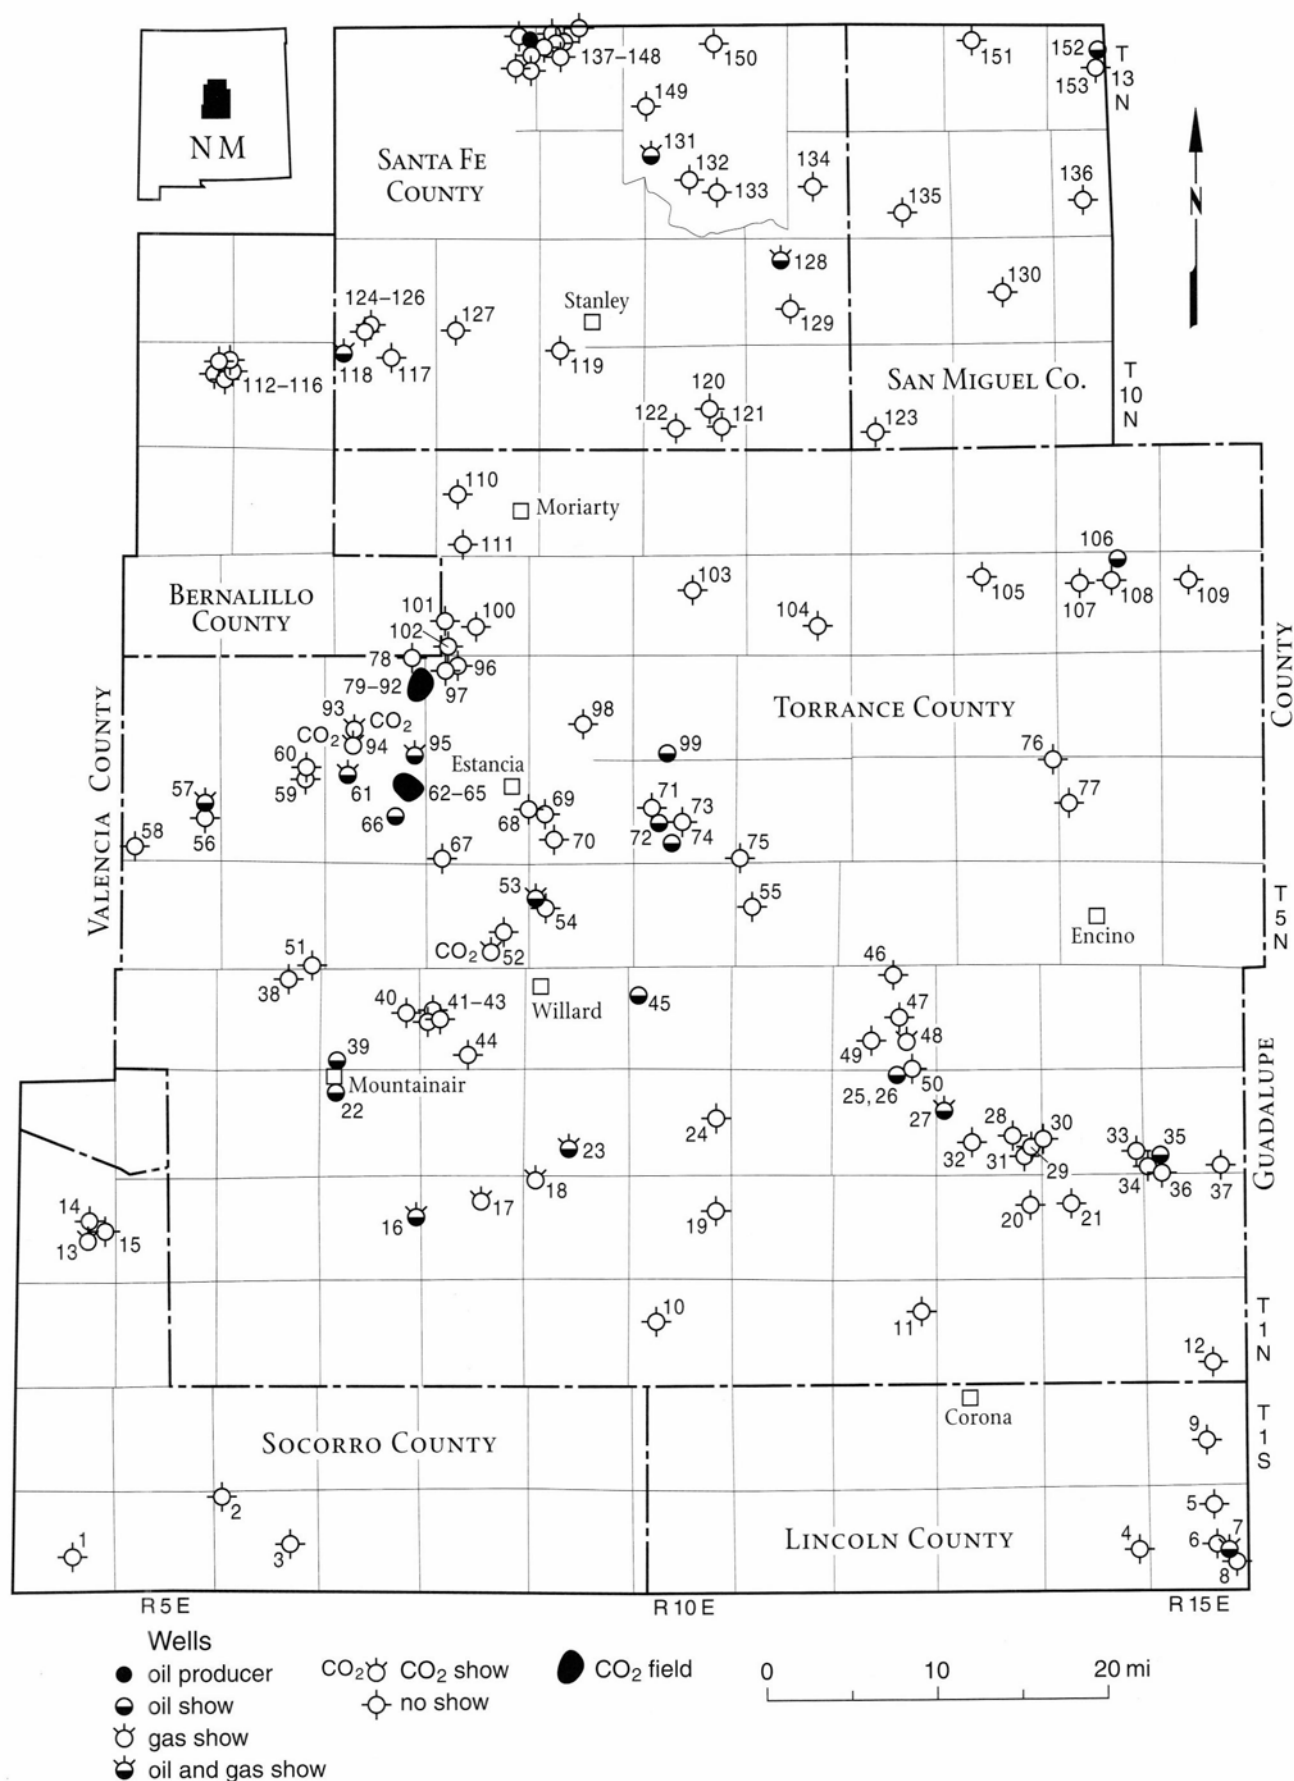 137–148
150
151
152
153
T
13
N
NM
149
131
SANTA FE
COUNTY
132
133
134
135
136
N
128
129
130
124–126
127
Stanley
119
118
117
112–116
SAN MIGUEL CO.
T
10
N
120
122
121
123
110
Moriarty
111
106
103
105
107
108
109
104
BERNALILLO
COUNTY
101
100
102
78
96
79–92
97
VALENCIA COUNTY
COUNTY
TORRANCE COUNTY
93
CO2
98
CO2
94
95
99
76
60
59
61
Estancia
62–65
57
56
66
69
68
70
71
73
72
74
77
58
67
75
53
54
55
T
5
N
Encino
CO2
52
51
38
46
40
41–43
Willard
45
47
48
49
44
39
Mountainair
22
50
25, 26
27
GUADALUPE
24
28
30
32
31
29
33
35
34
36
37
23
18
17
16
19
20
21
14
15
13
10
11
12
T
1
N
Corona
T
1
S
9
SOCORRO COUNTY
LINCOLN COUNTY
2
1
3
4
5
6
7
8
R 5 E
R 10 E
R 15 E
Wells
oil producer
oil show
gas show
oil and gas show
CO2 CO2 show
no show
CO2 field
0 10 20 mi